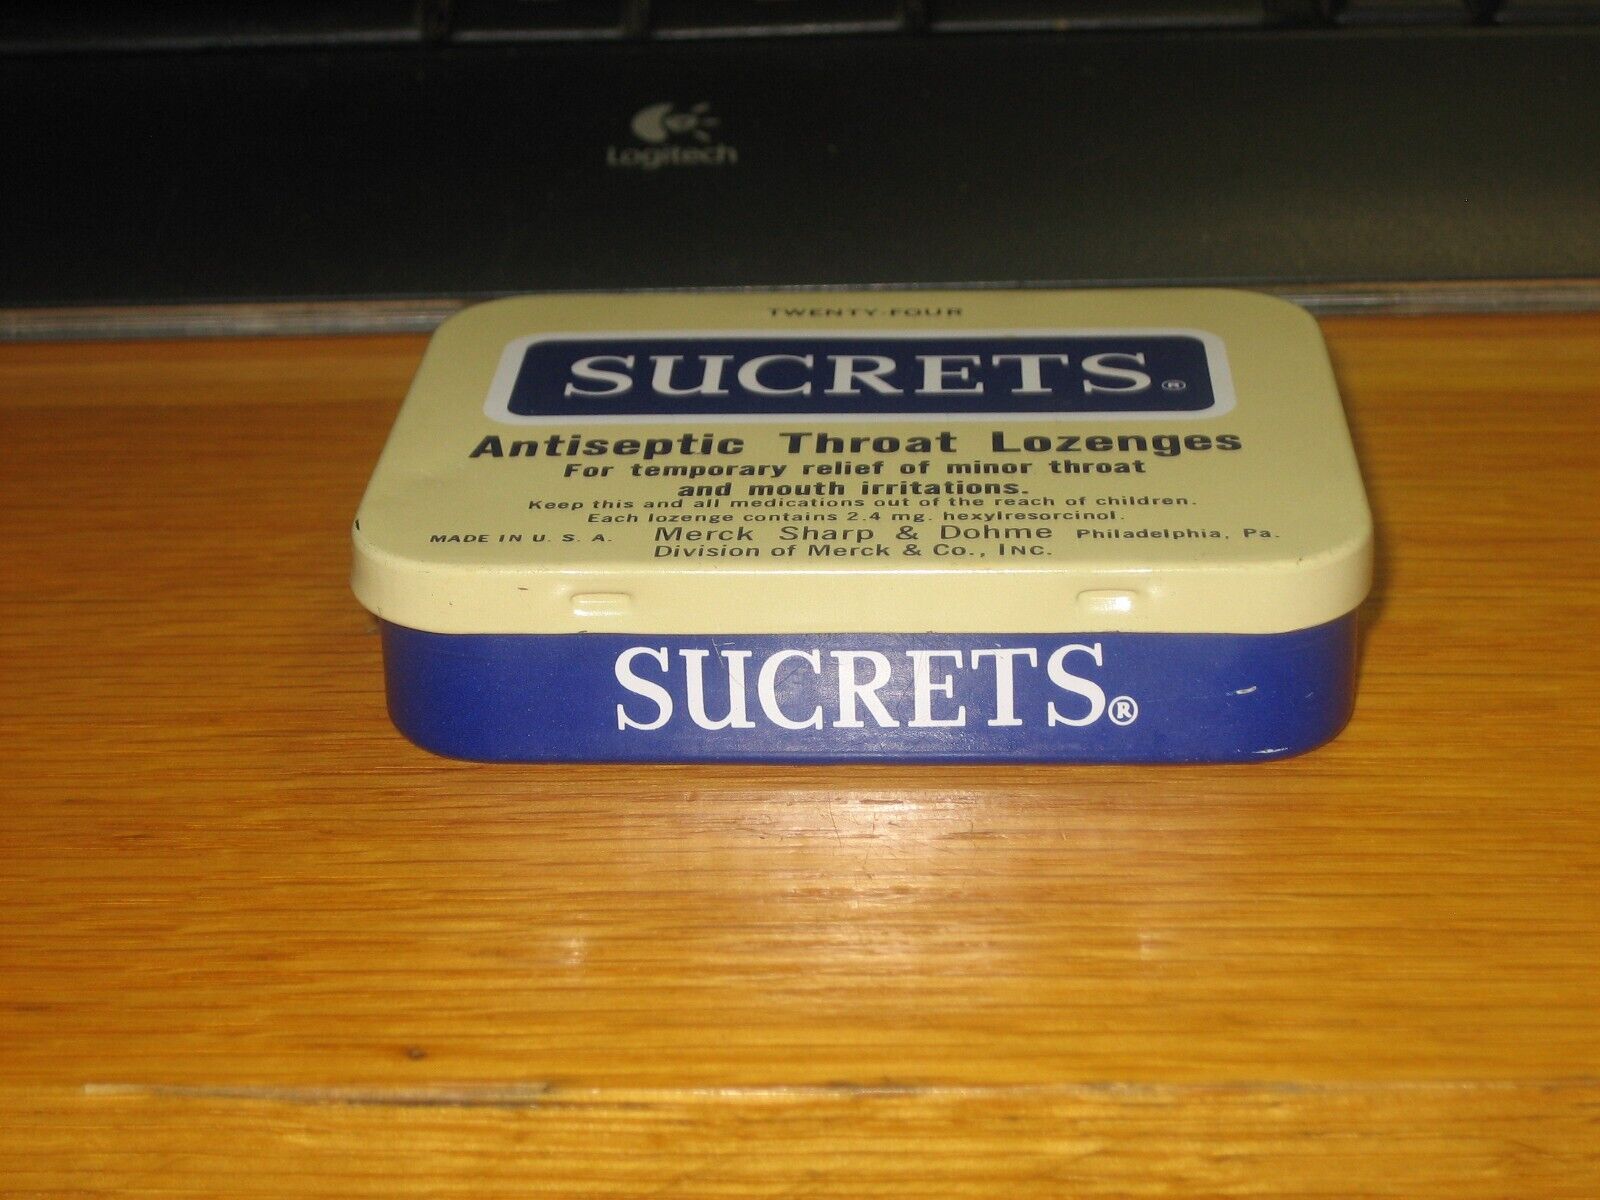 Logitech
TWENTY-FOUR
SUCRETS®
Antiseptic Throat Lozenges
For temporary relief of minor throat
and mouth irritations.
Keep this and all medications out of the reach of children.
Each lozenge contains 2.4 mg. hexylresorcinol.
MADE IN U. S. A. Merck Sharp & Dohme Philadelphia, Pa.
Division of Merck & Co., INC.
SUCRETS®